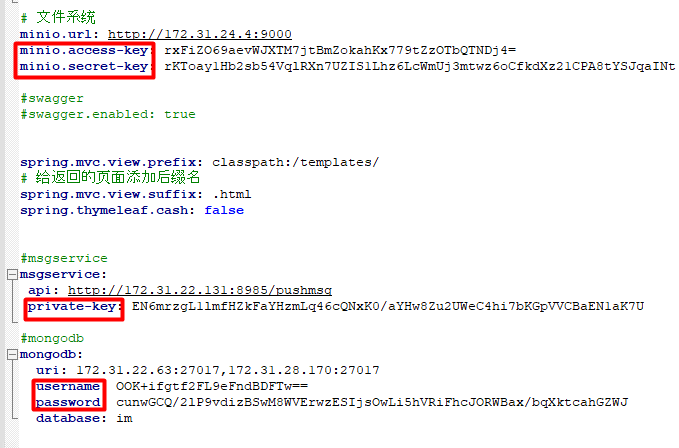 # 文件系统
minio.url: http://172.31.24.4:9000
minio.access-key: rxFiZO69aevWJXTM7jtBmZokahKx779tZzOTbQTNDj4=
minio.secret-key: rKToay1Hb2sb54Vq1RXn7UZIS1Lhz6LcWmUj3mtwz6oCfkdXz21CPA8tYSJqaINt
#swagger
#swagger.enabled: true
spring.mvc.view.prefix: classpath:/templates/
# 给返回的页面添加后缀名
spring.mvc.view.suffix: .html
spring.thymeleaf.cash: false
#msgservice
msgservice:
api: http://172.31.22.131:8985/pushmsg
private-key: EN6mrzgLl1mfHZkFaYHzmLq46cQNxK0/aYHw8Zu2UWeC4hi7bKGpVVCBaEN1aK7U
#mongodb
mongodb:
uri: 172.31.22.63:27017,172.31.28.170:27017
username OOK+ifgtf2FL9eFndBDFTw==
password cunwGCQ/21P9vdizBSwM8WVErwzESIjsOwLi5hVRiFhcJORWBax/bqXktcahGZWJ
database: im